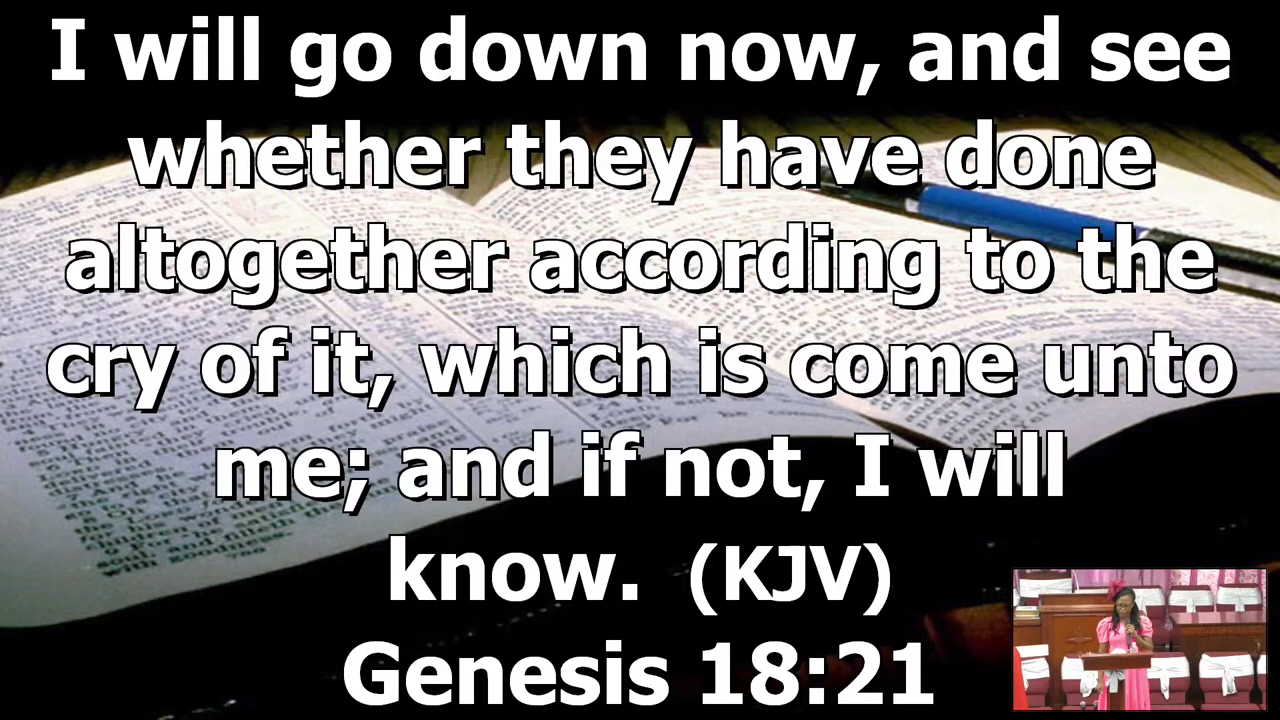 I will go down now, and see
whether they have done
altogether according to the
cry of it, which is come unto
me; and if not, I will
know. (KJV)
Genesis 18:21